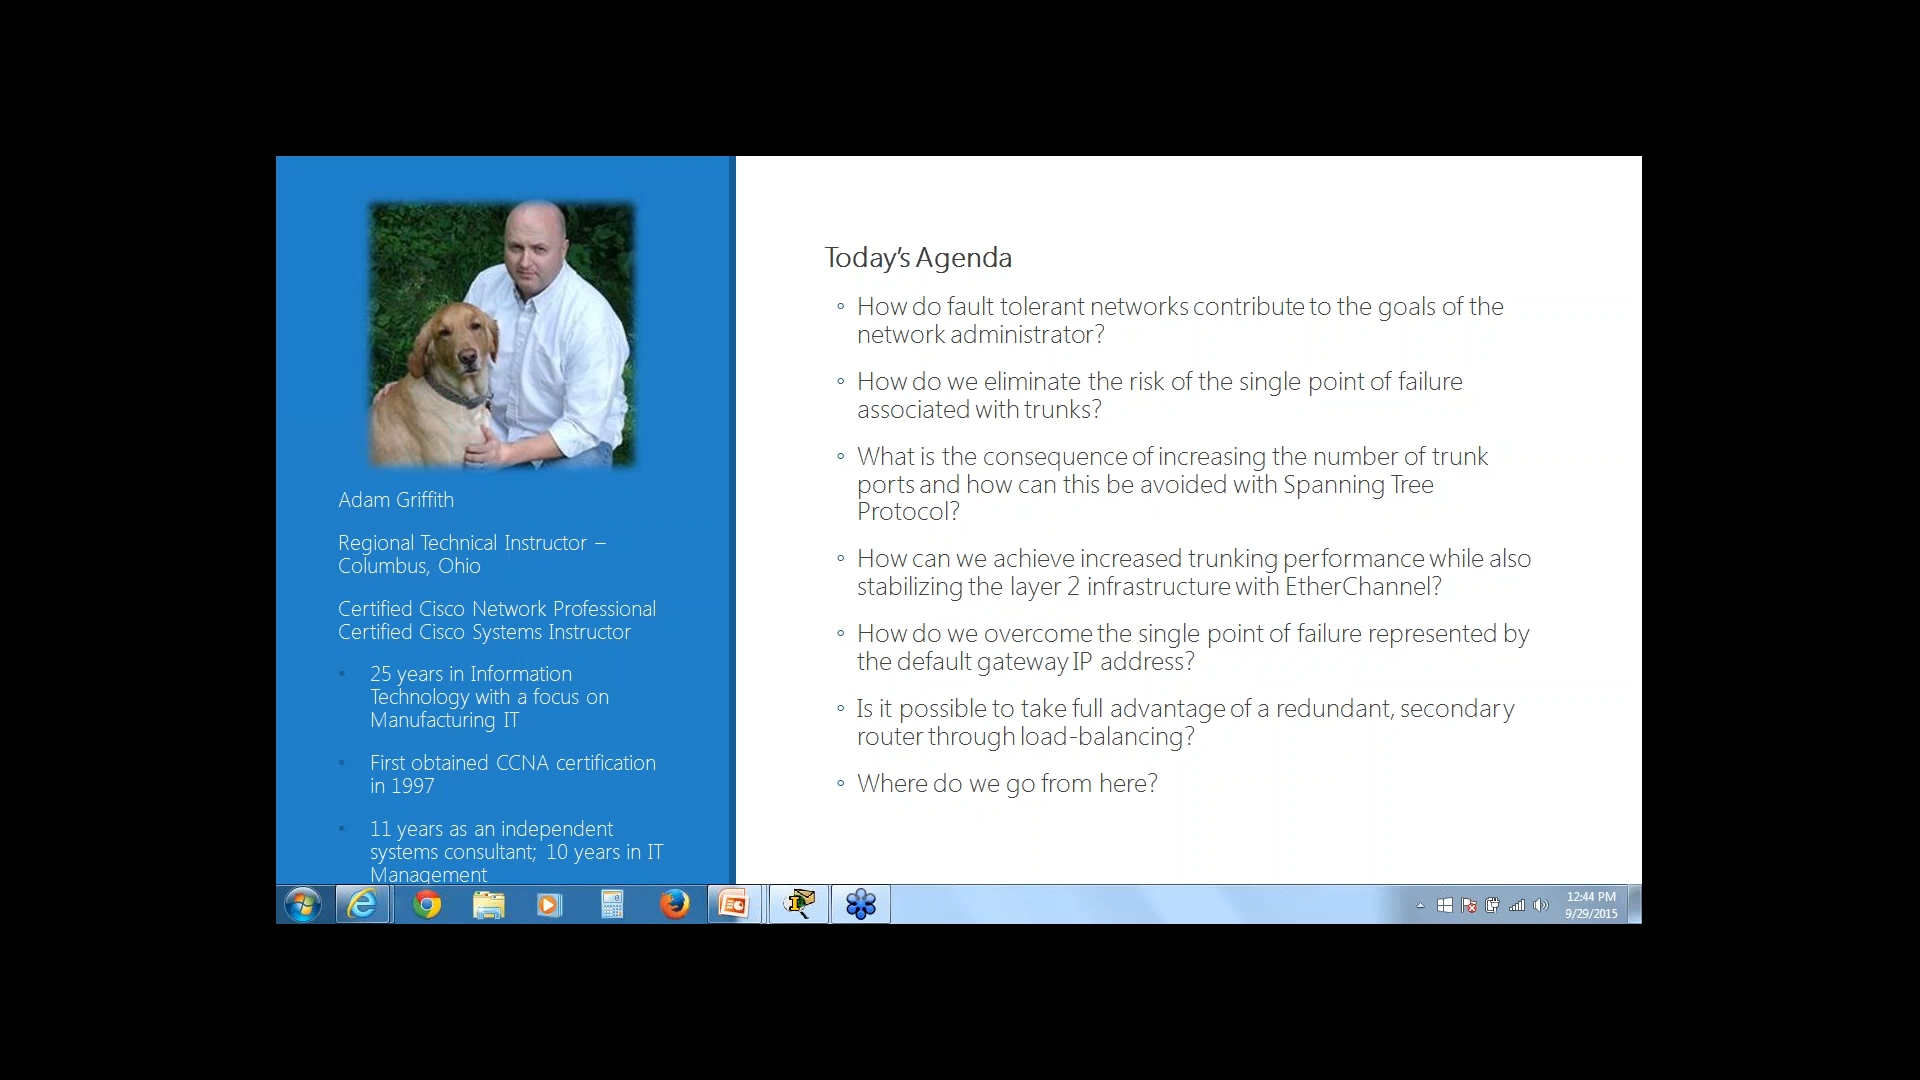 Adam Griffith
Regional Technical Instructor –
Columbus, Ohio
Certified Cisco Network Professional
Certified Cisco Systems Instructor
• 25 years in Information
Technology with a focus on
Manufacturing IT
• First obtained CCNA certification
in 1997
• 11 years as an independent
systems consultant; 10 years in IT
Management
Today's Agenda
◦ How do fault tolerant networks contribute to the goals of the
network administrator?
◦ How do we eliminate the risk of the single point of failure
associated with trunks?
◦ What is the consequence of increasing the number of trunk
ports and how can this be avoided with Spanning Tree
Protocol?
◦ How can we achieve increased trunking performance while also
stabilizing the layer 2 infrastructure with EtherChannel?
◦ How do we overcome the single point of failure represented by
the default gateway IP address?
◦ Is it possible to take full advantage of a redundant, secondary
router through load-balancing?
◦ Where do we go from here?
12:44 PM
9/29/2015